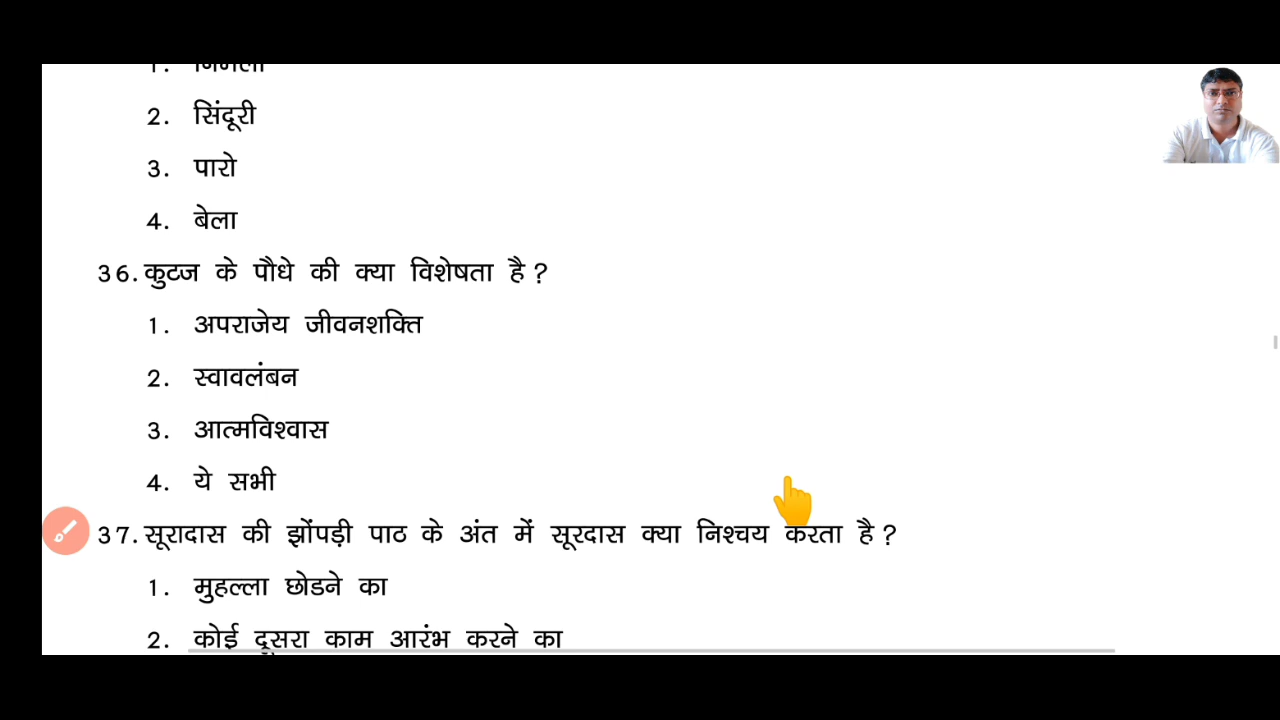 2. सिंदूरी
3. पारो
4. बेला
36. कुटज के पौधे की क्या विशेषता है ?
1. अपराजेय जीवनशक्ति
2. स्वावलंबन
3. आत्मविश्वास
4. ये सभी
37. सूरादास की झोंपड़ी पाठ के अंत में सूरदास क्या निश्चय करता है ?
1. मुहल्ला छोडने का
2. कोई दूसरा काम आरंभ करने का